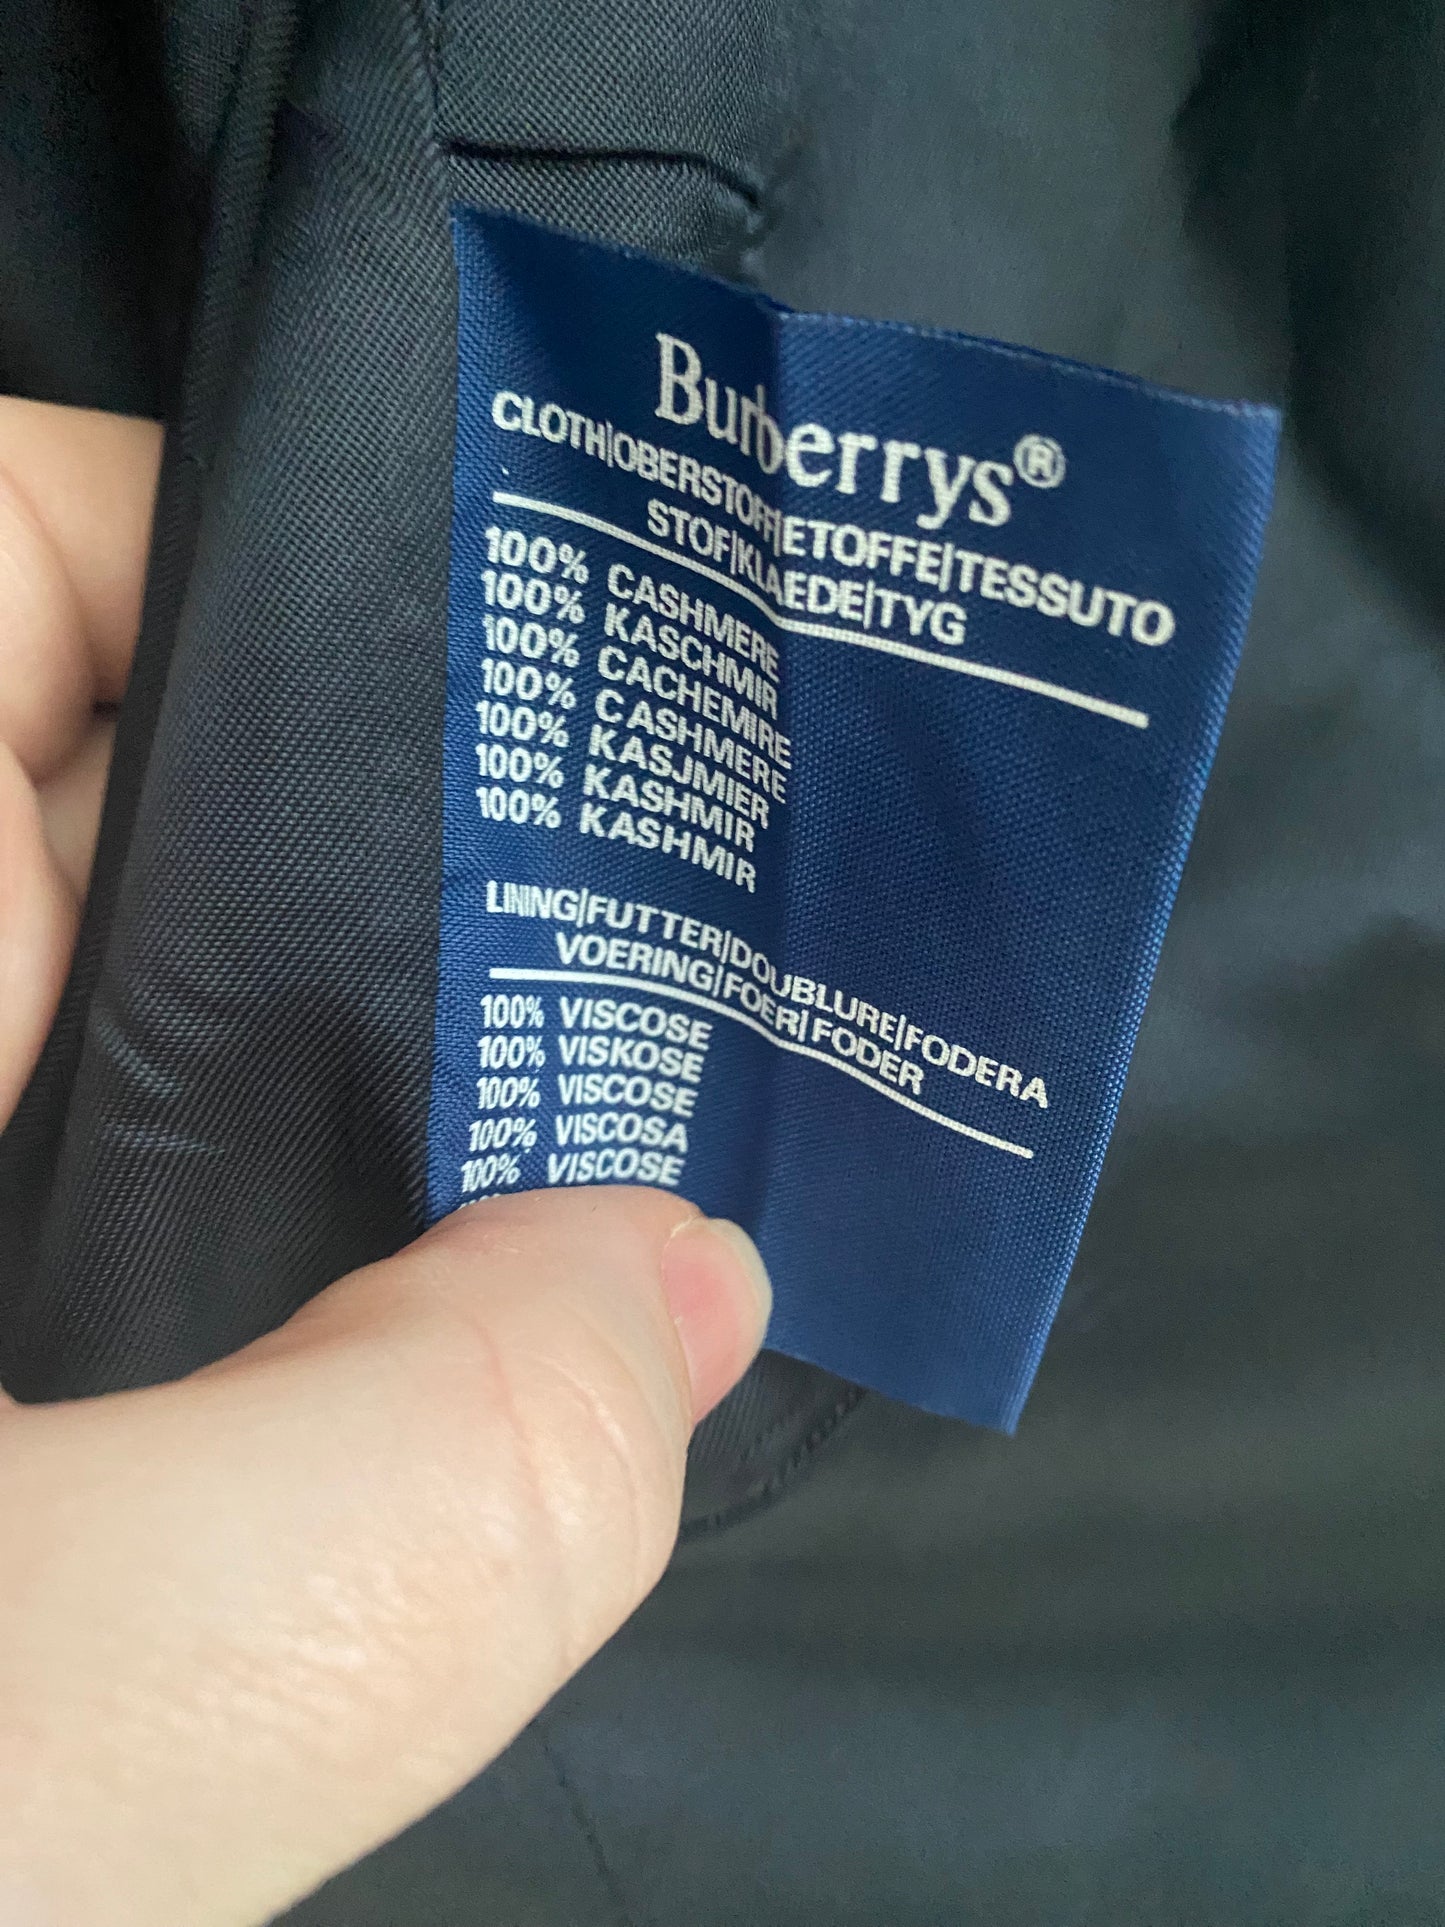 Burberrys®
CLOTH|OBERSTOFF|ETOFFE|TESSUTO
STOF|KLAEDE|TYG
100% CASHMERE
100% KASCHMIR
100% CACHEMIRE
100% CASHMERE
100% KASJMIER
100% KASHMIR
100% KASHMIR
LINING|FUTTER|DOUBLURE|FODERA
VOERING|FOER|FODER
100% VISCOSE
100% VISKOSE
100% VISCOSE
100% VISCOSA
100% VISCOSE